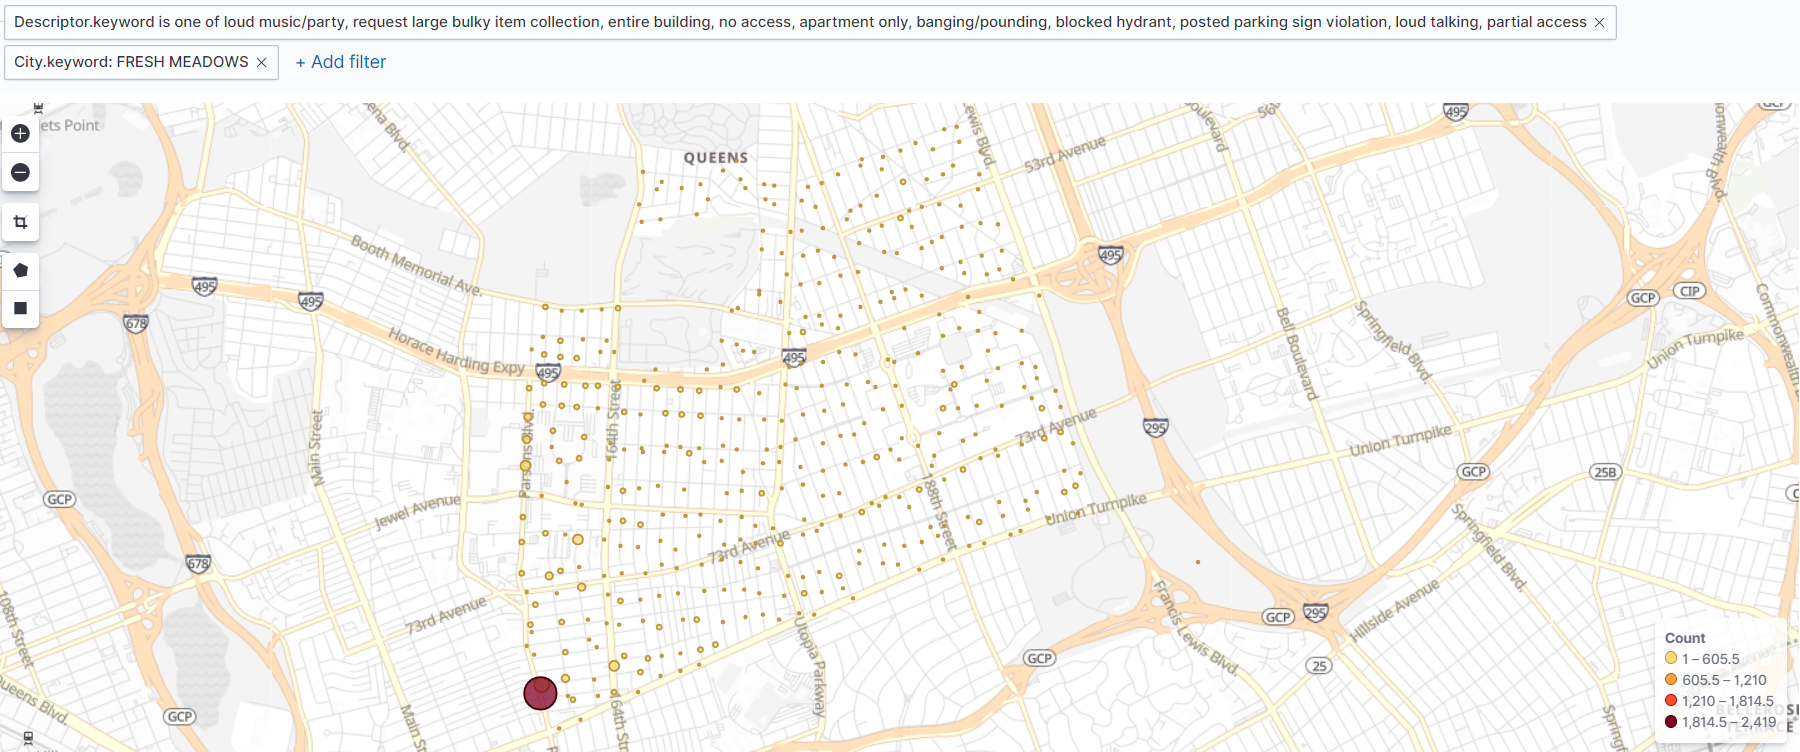 Descriptor.keyword is one of loud music/party, request large bulky item collection, entire building, no access, apartment only, banging/pounding, blocked hydrant, posted parking sign violation, loud talking, partial access ×
City.keyword: FRESH MEADOWS ×
+ Add filter
495
ets Point
QUEENS
53rd Avenue
Booth Memorial Ave.
495
495
495
678
GCP
CIP
Horace Harding Expy
495
495
Bell Boulevard
Springfield Blvd.
Union Turnpike
Main Street
164th Street
Parsons Blvd.
73rd Avenue
295
Union Turnpike
GCP
25B
GCP
Jewel Avenue
188th Street
Union Turnpike
73rd Avenue
678
Springfield Blvd.
108th Street
73rd Avenue
Utopia Parkway
Francis Lewis Blvd.
GCP
295
Hillside Avenue
GCP
25
Queens Blvd.
GCP
Count
1 – 605.5
605.5 – 1,210
1,210 – 1,814.5
1,814.5 – 2,419